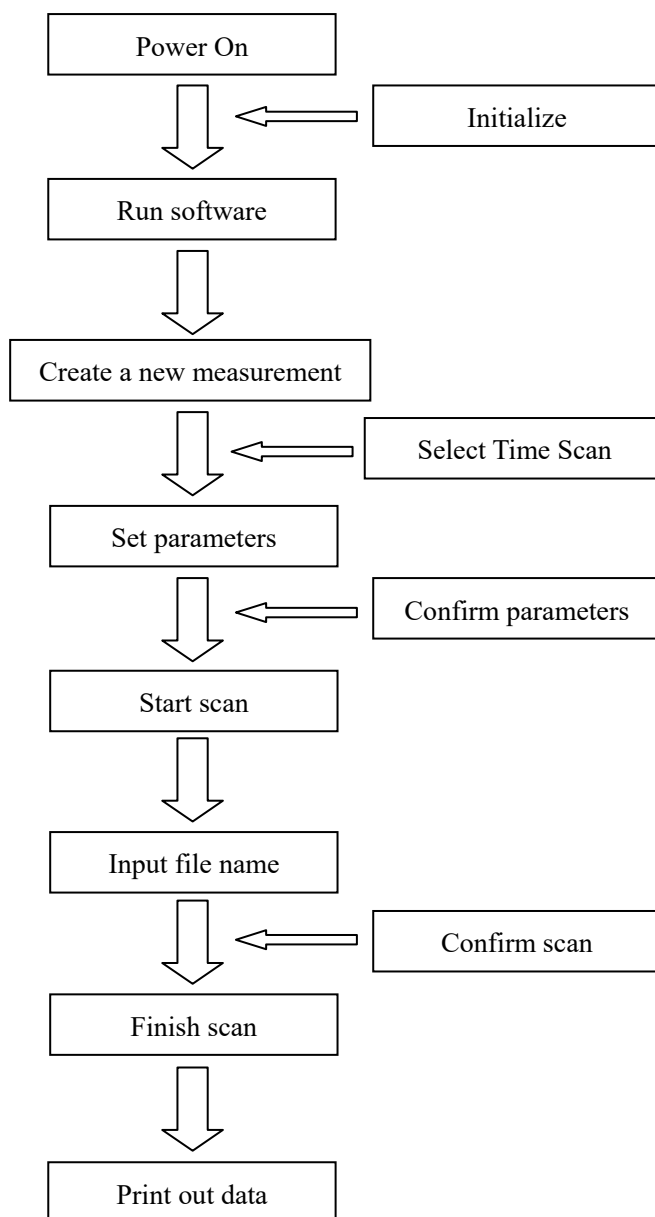 Power On
Initialize
Run software
Create a new measurement
Select Time Scan
Set parameters
Confirm parameters
Start scan
Input file name
Confirm scan
Finish scan
Print out data